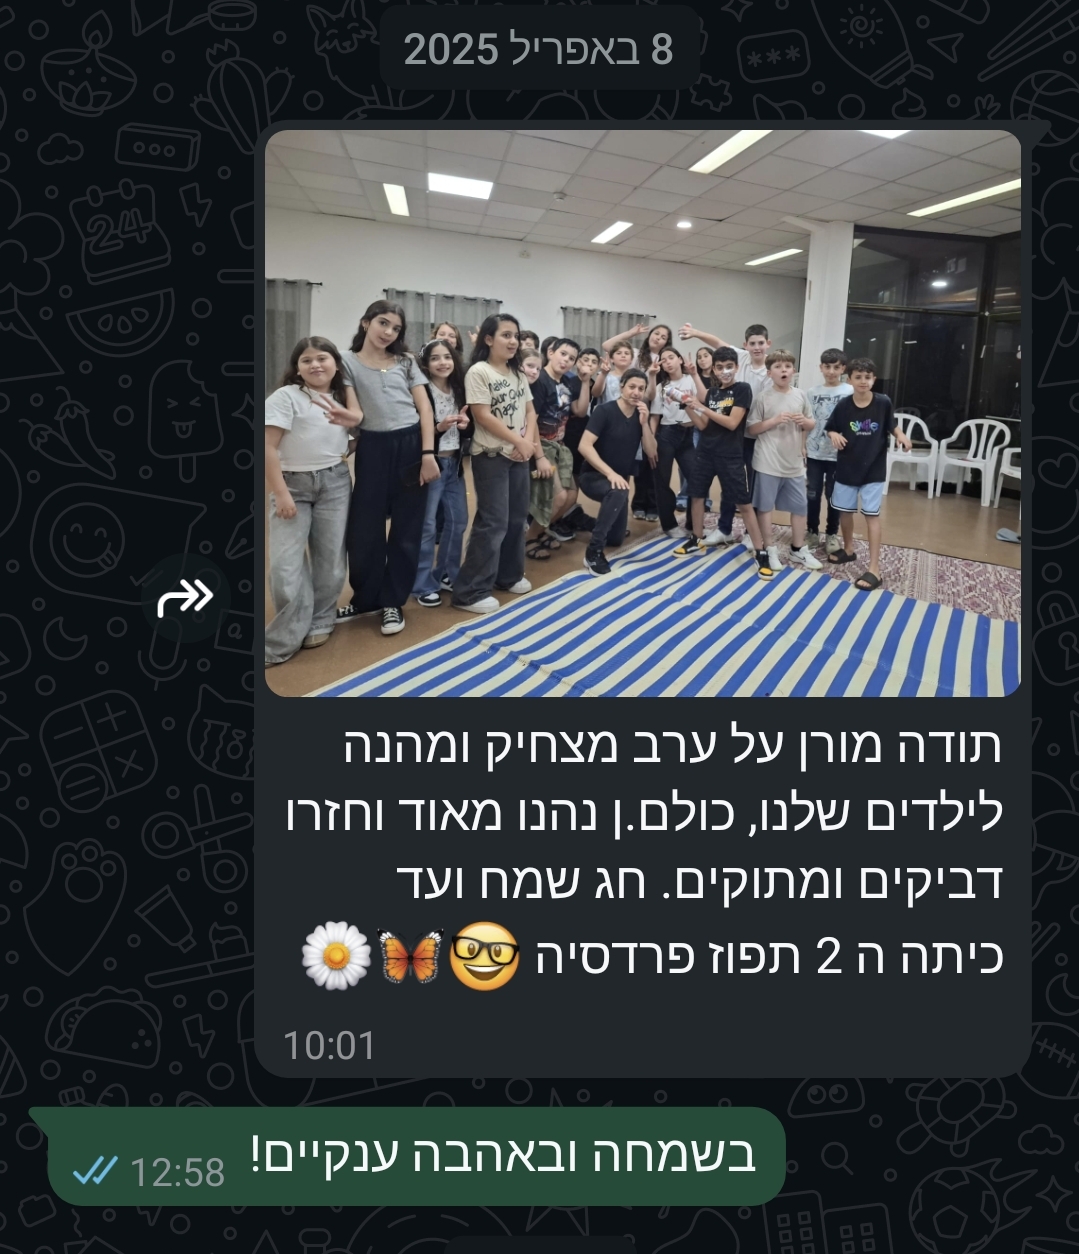 8 באפריל 2025
Make
your Own
magic
smile
תודה מורן על ערב מצחיק ומהנה
לילדים שלנו, כולם.ן נהנו מאוד וחזרו
דביקים ומתוקים. חג שמח ועד
כיתה ה 2 תפוז פרדסיה 🤓🦋🌼
10:01
בשמחה ובאהבה ענקיים!
12:58